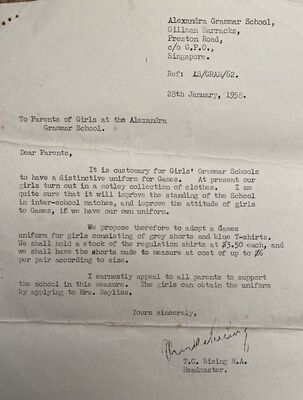 Alexandra Grammar School,
Gillman Barracks,
Preston Road,
c/o G.P.O.,
Singapore.
Ref: AS/GRAM/62.
28th January, 1958.
To Parents of Girls at the Alexandra
Grammar School.
Dear Parents,
It is customary for Girls' Grammar Schools
to have a distinctive uniform for Games. At present our
girls turn out in a motley collection of clothes. I am
quite sure that it will improve the standing of the School
in inter-school matches, and improve the attitude of girls
to Games, if we have our own uniform.
We propose therefore to adopt a Games
uniform for girls consisting of grey shorts and blue T-shirts.
We shall hold a stock of the regulation shirts at $3.50 each, and
we shall have the shorts made to measure at cost of up to $6
per pair according to size.
I earnestly appeal to all parents to support
the school in this measure. The girls can obtain the uniform
by applying to Mrs. Bayliss.
Yours sincerely,
T.C. Rising M.A.
Headmaster.